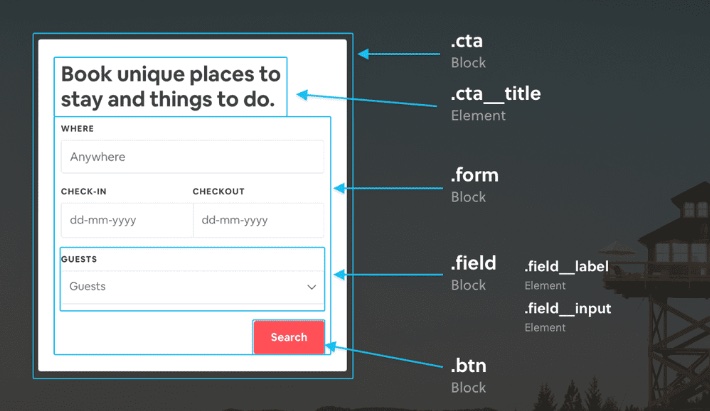 Book unique places to
stay and things to do.
WHERE
Anywhere
CHECK-IN CHECKOUT
dd-mm-yyyy dd-mm-yyyy
GUESTS
Guests
Search
.cta
Block
.cta__title
Element
.form
Block
.field
Block
.field__label
Element
.field__input
Element
.btn
Block